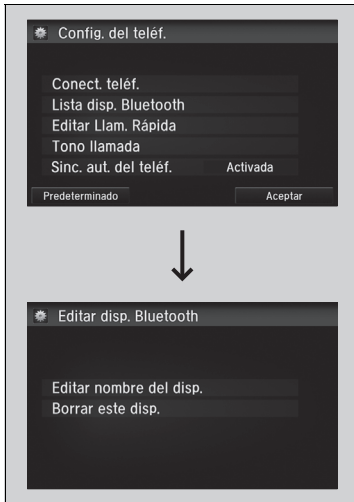 Config. del teléf.
Conect. teléf.
Lista disp. Bluetooth
Editar Llam. Rápida
Tono llamada
Sinc. aut. del teléf. Activada
Predeterminado Aceptar
Editar disp. Bluetooth
Editar nombre del disp.
Borrar este disp.